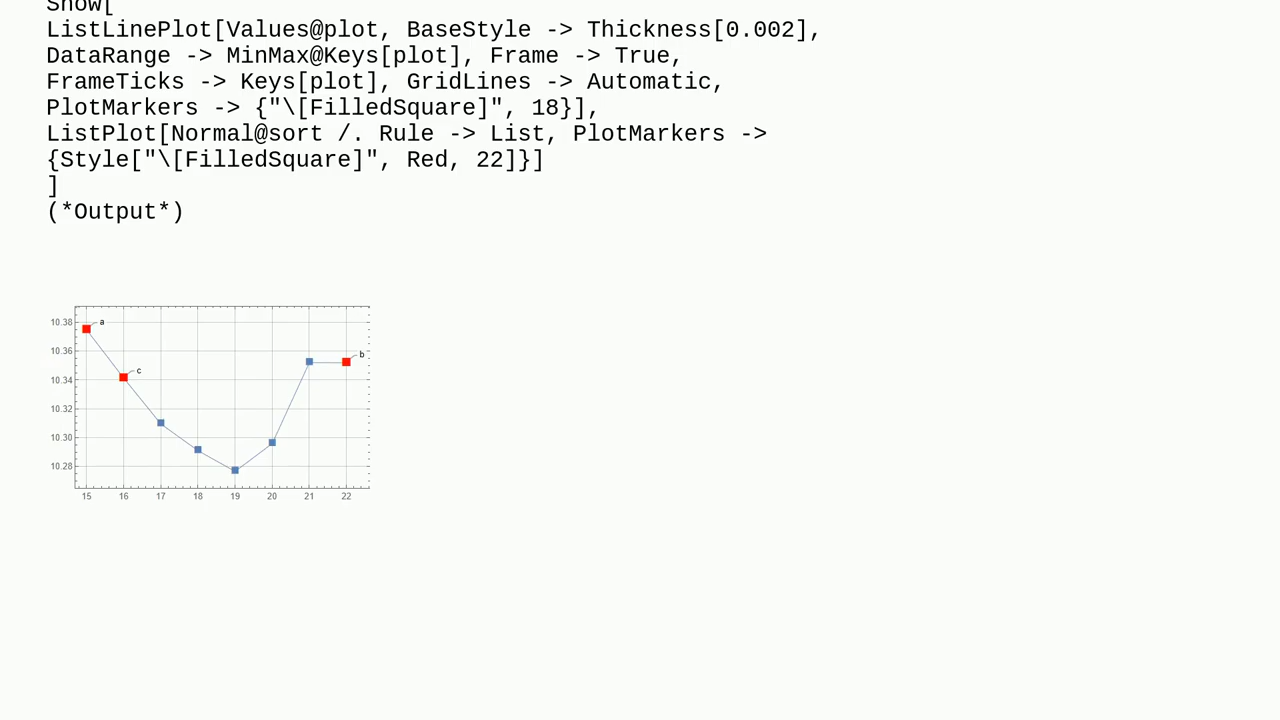 Show[
ListLinePlot[Values@plot, BaseStyle -> Thickness[0.002],
DataRange -> MinMax@Keys[plot], Frame -> True,
FrameTicks -> Keys[plot], GridLines -> Automatic,
PlotMarkers -> {"\[FilledSquare]", 18}],
ListPlot[Normal@sort /. Rule -> List, PlotMarkers ->
{Style["\[FilledSquare]", Red, 22]}]
]
(*Output*)
10.38
a
10.36
b
c
10.34
10.32
10.30
10.28
15 16 17 18 19 20 21 22